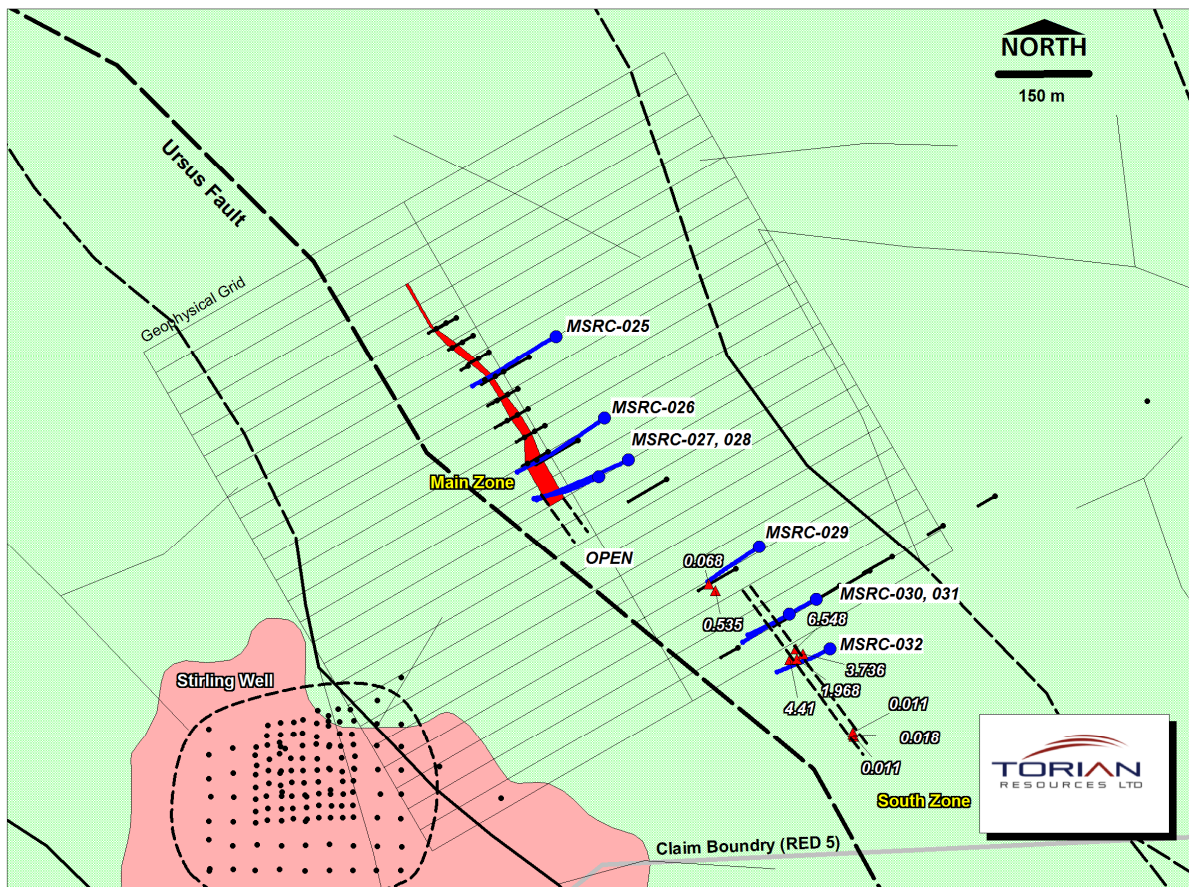 NORTH
150 m
Ursus Fault
Geophysical Grid
MSRC-025
MSRC-026
MSRC-027, 028
Main Zone
OPEN
MSRC-029
0.068
0.535
MSRC-030, 031
6.548
MSRC-032
3.736
1.968
4.41
0.011
0.018
0.011
Stirling Well
TORIAN
RESOURCES LTD
South Zone
Claim Boundry (RED 5)